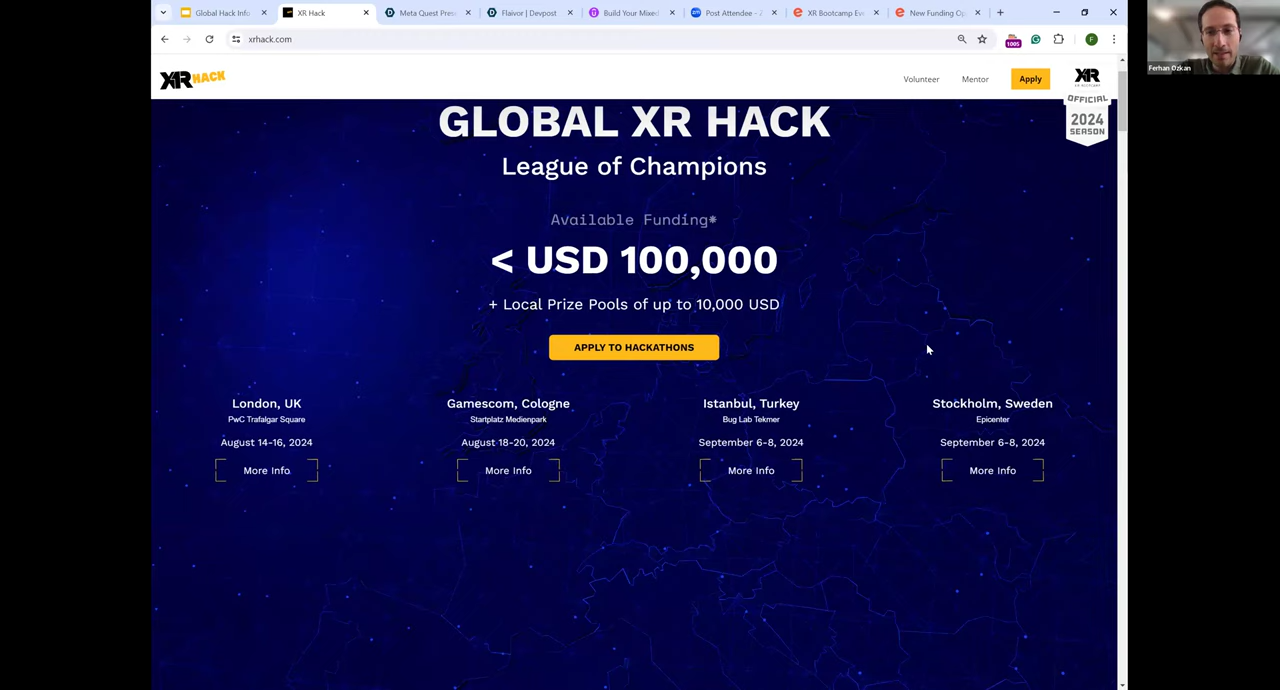 Global Hack Info
XR Hack
Meta Quest Pres
Flaivor | Devpost
Build Your Mixed
Post Attendee - Z
XR Bootcamp Eve
New Funding Op
xrhack.com
1005
F
Ferhan Ozkan
XR HACK
Volunteer
Mentor
Apply
XR
XR BOOTCAMP
OFFICIAL
2024
SEASON
GLOBAL XR HACK
League of Champions
Available Funding*
< USD 100,000
+ Local Prize Pools of up to 10,000 USD
APPLY TO HACKATHONS
London, UK
PwC Trafalgar Square
August 14-16, 2024
More Info
Gamescom, Cologne
Startplatz Medienpark
August 18-20, 2024
More Info
Istanbul, Turkey
Bug Lab Tekmer
September 6-8, 2024
More Info
Stockholm, Sweden
Epicenter
September 6-8, 2024
More Info